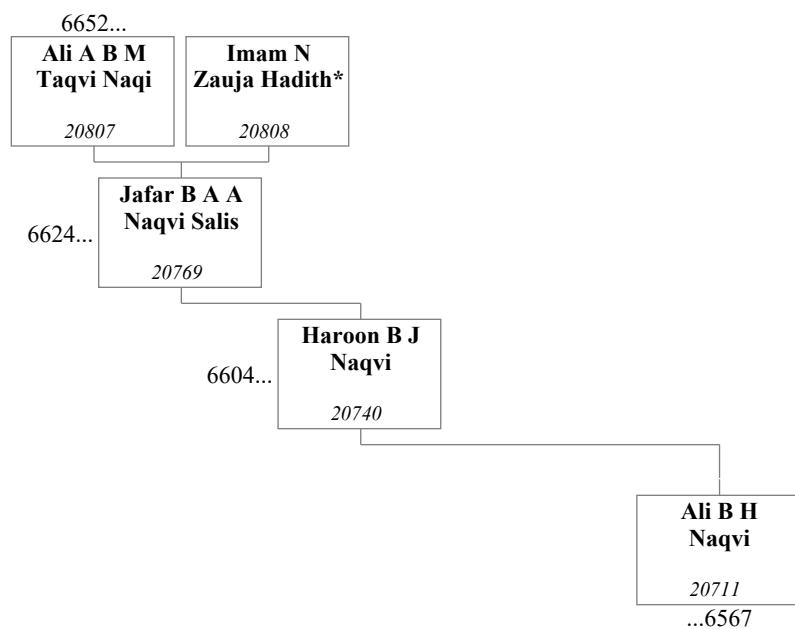 6652...
Ali A B M
Taqvi Naqi
20807
Imam N
Zauja Hadith*
20808
Jafar B A A
Naqvi Salis
20769
6624...
Haroon B J
Naqvi
20740
6604...
Ali B H
Naqvi
20711
...6567